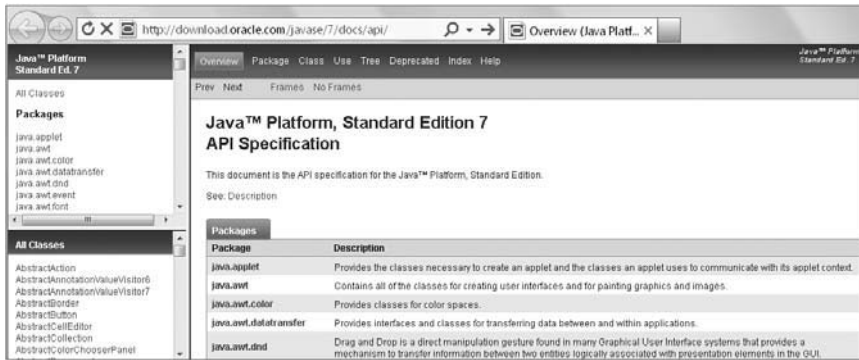 http://download.oracle.com/javase/7/docs/api/
Overview (Java Platf...
Java™ Platform
Standard Ed. 7
All Classes
Packages
java.applet
java.awt
java.awt.color
java.awt.datatransfer
java.awt.dnd
java.awt.event
java.awt.font
All Classes
AbstractAction
AbstractAnnotationValueVisitor6
AbstractAnnotationValueVisitor7
AbstractBorder
AbstractButton
AbstractCellEditor
AbstractCollection
AbstractColorChooserPanel
Overview Package Class Use Tree Deprecated Index Help
Java™ Platform
Standard Ed. 7
Prev Next Frames No Frames
Java™ Platform, Standard Edition 7
API Specification
This document is the API specification for the Java™ Platform, Standard Edition.
See: Description
Packages
Package Description
java.applet Provides the classes necessary to create an applet and the classes an applet uses to communicate with its applet context.
java.awt Contains all of the classes for creating user interfaces and for painting graphics and images.
java.awt.color Provides classes for color spaces.
java.awt.datatransfer Provides interfaces and classes for transferring data between and within applications.
java.awt.dnd Drag and Drop is a direct manipulation gesture found in many Graphical User Interface systems that provides a
mechanism to transfer information between two entities logically associated with presentation elements in the GUI.